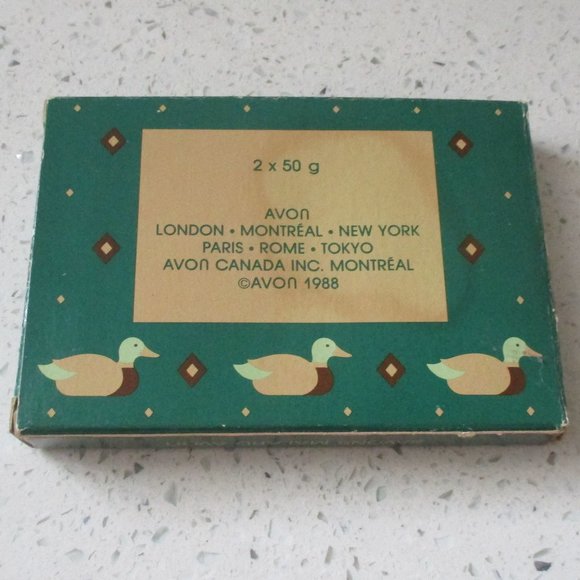 2 x 50 g
AVON
LONDON • MONTRÉAL • NEW YORK
PARIS • ROME • TOKYO
AVON CANADA INC. MONTRÉAL
©AVON 1988